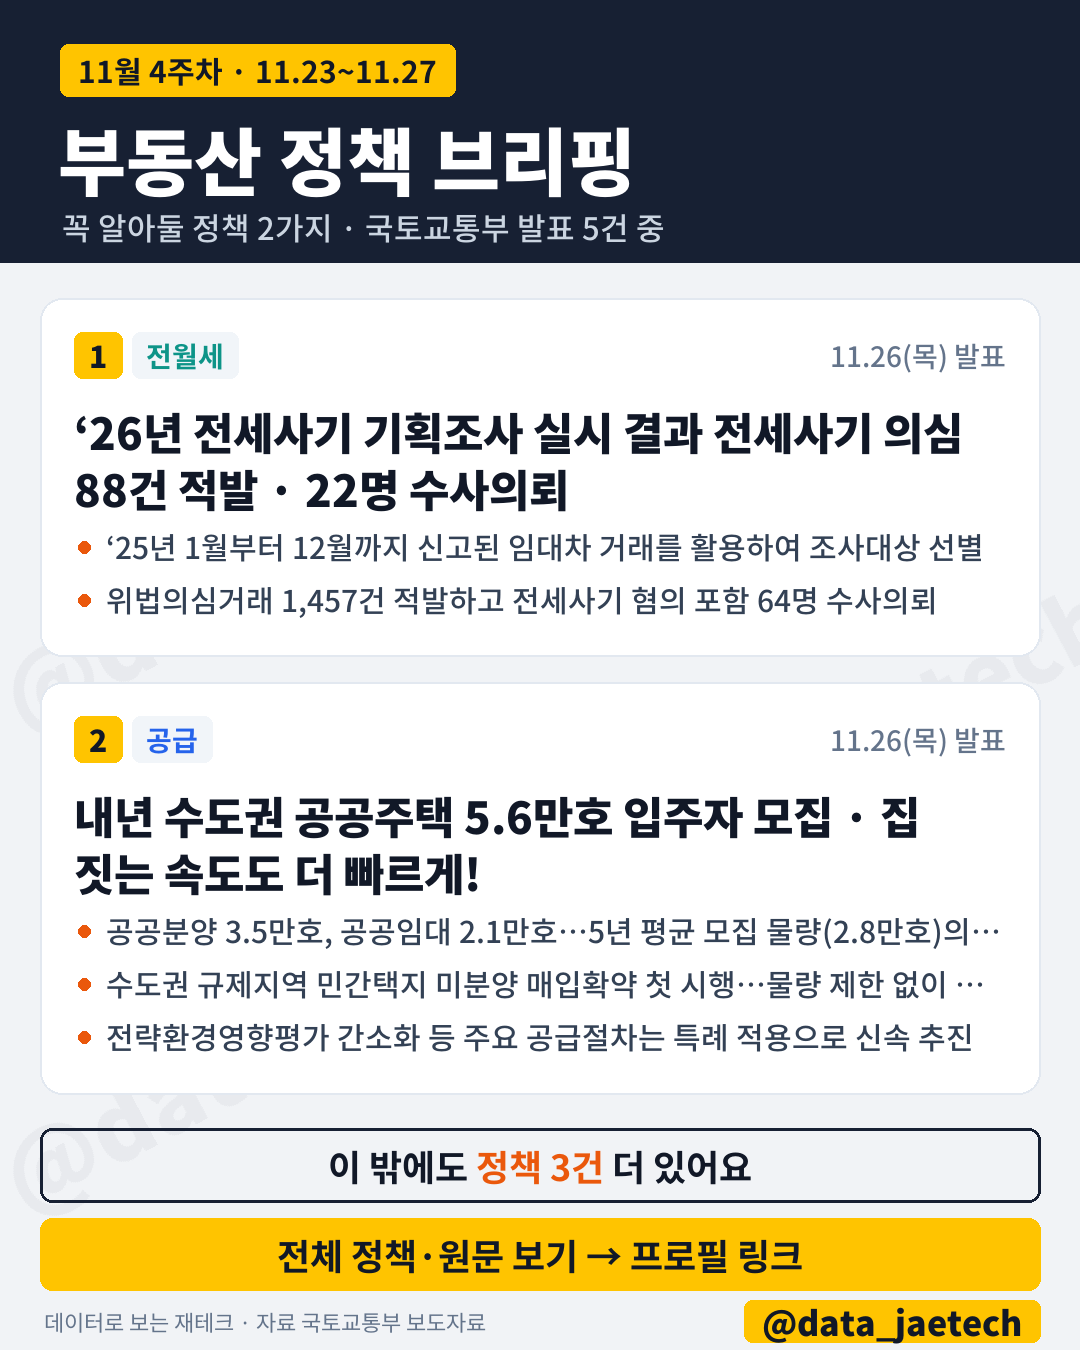 11월 4주차 · 11.23~11.27
부동산 정책 브리핑
꼭 알아둘 정책 2가지 · 국토교통부 발표 5건 중
1 전월세 11.26(목) 발표
‘26년 전세사기 기획조사 실시 결과 전세사기 의심
88건 적발 · 22명 수사의뢰
‘25년 1월부터 12월까지 신고된 임대차 거래를 활용하여 조사대상 선별
위법의심거래 1,457건 적발하고 전세사기 혐의 포함 64명 수사의뢰
2 공급 11.26(목) 발표
내년 수도권 공공주택 5.6만호 입주자 모집 · 집
짓는 속도도 더 빠르게!
공공분양 3.5만호, 공공임대 2.1만호…5년 평균 모집 물량(2.8만호)의…
수도권 규제지역 민간택지 미분양 매입확약 첫 시행…물량 제한 없이 …
전략환경영향평가 간소화 등 주요 공급절차는 특례 적용으로 신속 추진
이 밖에도 정책 3건 더 있어요
전체 정책·원문 보기 → 프로필 링크
데이터로 보는 재테크 · 자료 국토교통부 보도자료
@data_jaetech